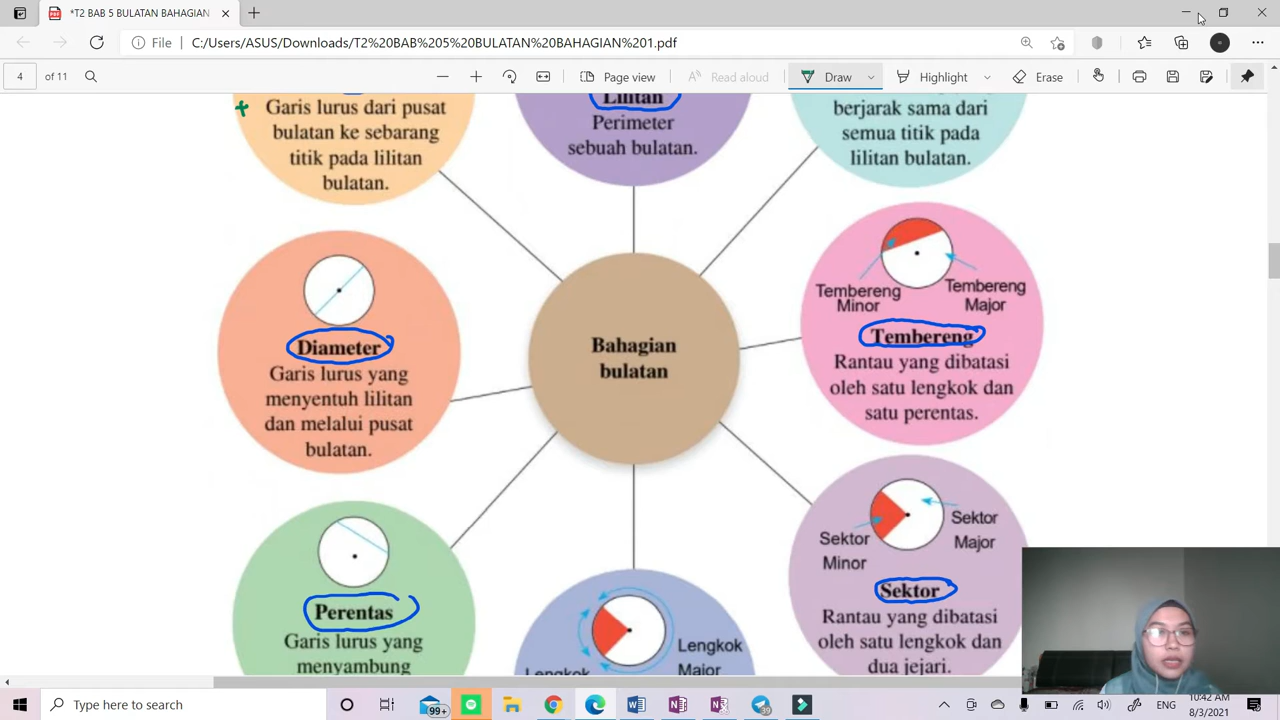 *T2 BAB 5 BULATAN BAHAGIAN
File
C:/Users/ASUS/Downloads/T2%20BAB%205%20BULATAN%20BAHAGIAN%201.pdf
4 of 11
Page view
Read aloud
Draw
Highlight
Erase
Garis lurus dari pusat
bulatan ke sebarang
titik pada lilitan
bulatan.
Perimeter
sebuah bulatan.
berjarak sama dari
semua titik pada
lilitan bulatan.
Diameter
Garis lurus yang
menyentuh lilitan
dan melalui pusat
bulatan.
Bahagian
bulatan
Tembereng
Minor
Tembereng
Major
Tembereng
Rantau yang dibatasi
oleh satu lengkok dan
satu perentas.
Perentas
Garis lurus yang
menyambung
Lengkok
Lengkok
Major
Sektor
Minor
Sektor
Major
Sektor
Rantau yang dibatasi
oleh satu lengkok dan
dua jejari.
Type here to search
99+
10:42 AM
8/3/2021